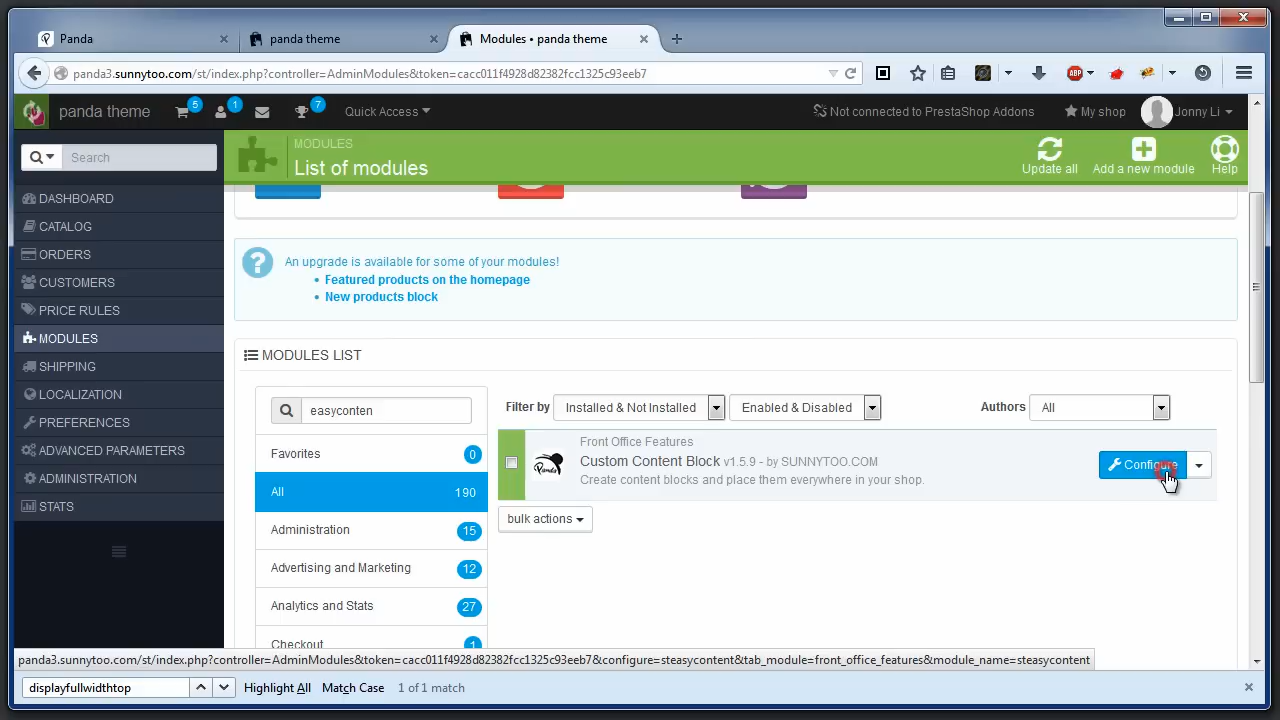 Panda
panda theme
Modules • panda theme
panda3.sunnytoo.com/st/index.php?controller=AdminModules&token=cacc011f4928d82382fcc1325c93eeb7
ABP
panda theme
5
1
7
Quick Access
Not connected to PrestaShop Addons
My shop
Jonny Li
Search
MODULES
List of modules
Update all
Add a new module
Help
DASHBOARD
CATALOG
ORDERS
CUSTOMERS
PRICE RULES
MODULES
SHIPPING
LOCALIZATION
PREFERENCES
ADVANCED PARAMETERS
ADMINISTRATION
STATS
An upgrade is available for some of your modules!
• Featured products on the homepage
• New products block
MODULES LIST
easyconten
Filter by
Installed & Not Installed
Enabled & Disabled
Authors
All
Favorites 0
All 190
Administration 15
Advertising and Marketing 12
Analytics and Stats 27
Checkout 1
Front Office Features
Custom Content Block v1.5.9 - by SUNNYTOO.COM
Create content blocks and place them everywhere in your shop.
Panda
Configure
bulk actions
panda3.sunnytoo.com/st/index.php?controller=AdminModules&token=cacc011f4928d82382fcc1325c93eeb7&configure=steasycontent&tab_module=front_office_features&module_name=steasycontent
displayfullwidthtop
Highlight All
Match Case
1 of 1 match